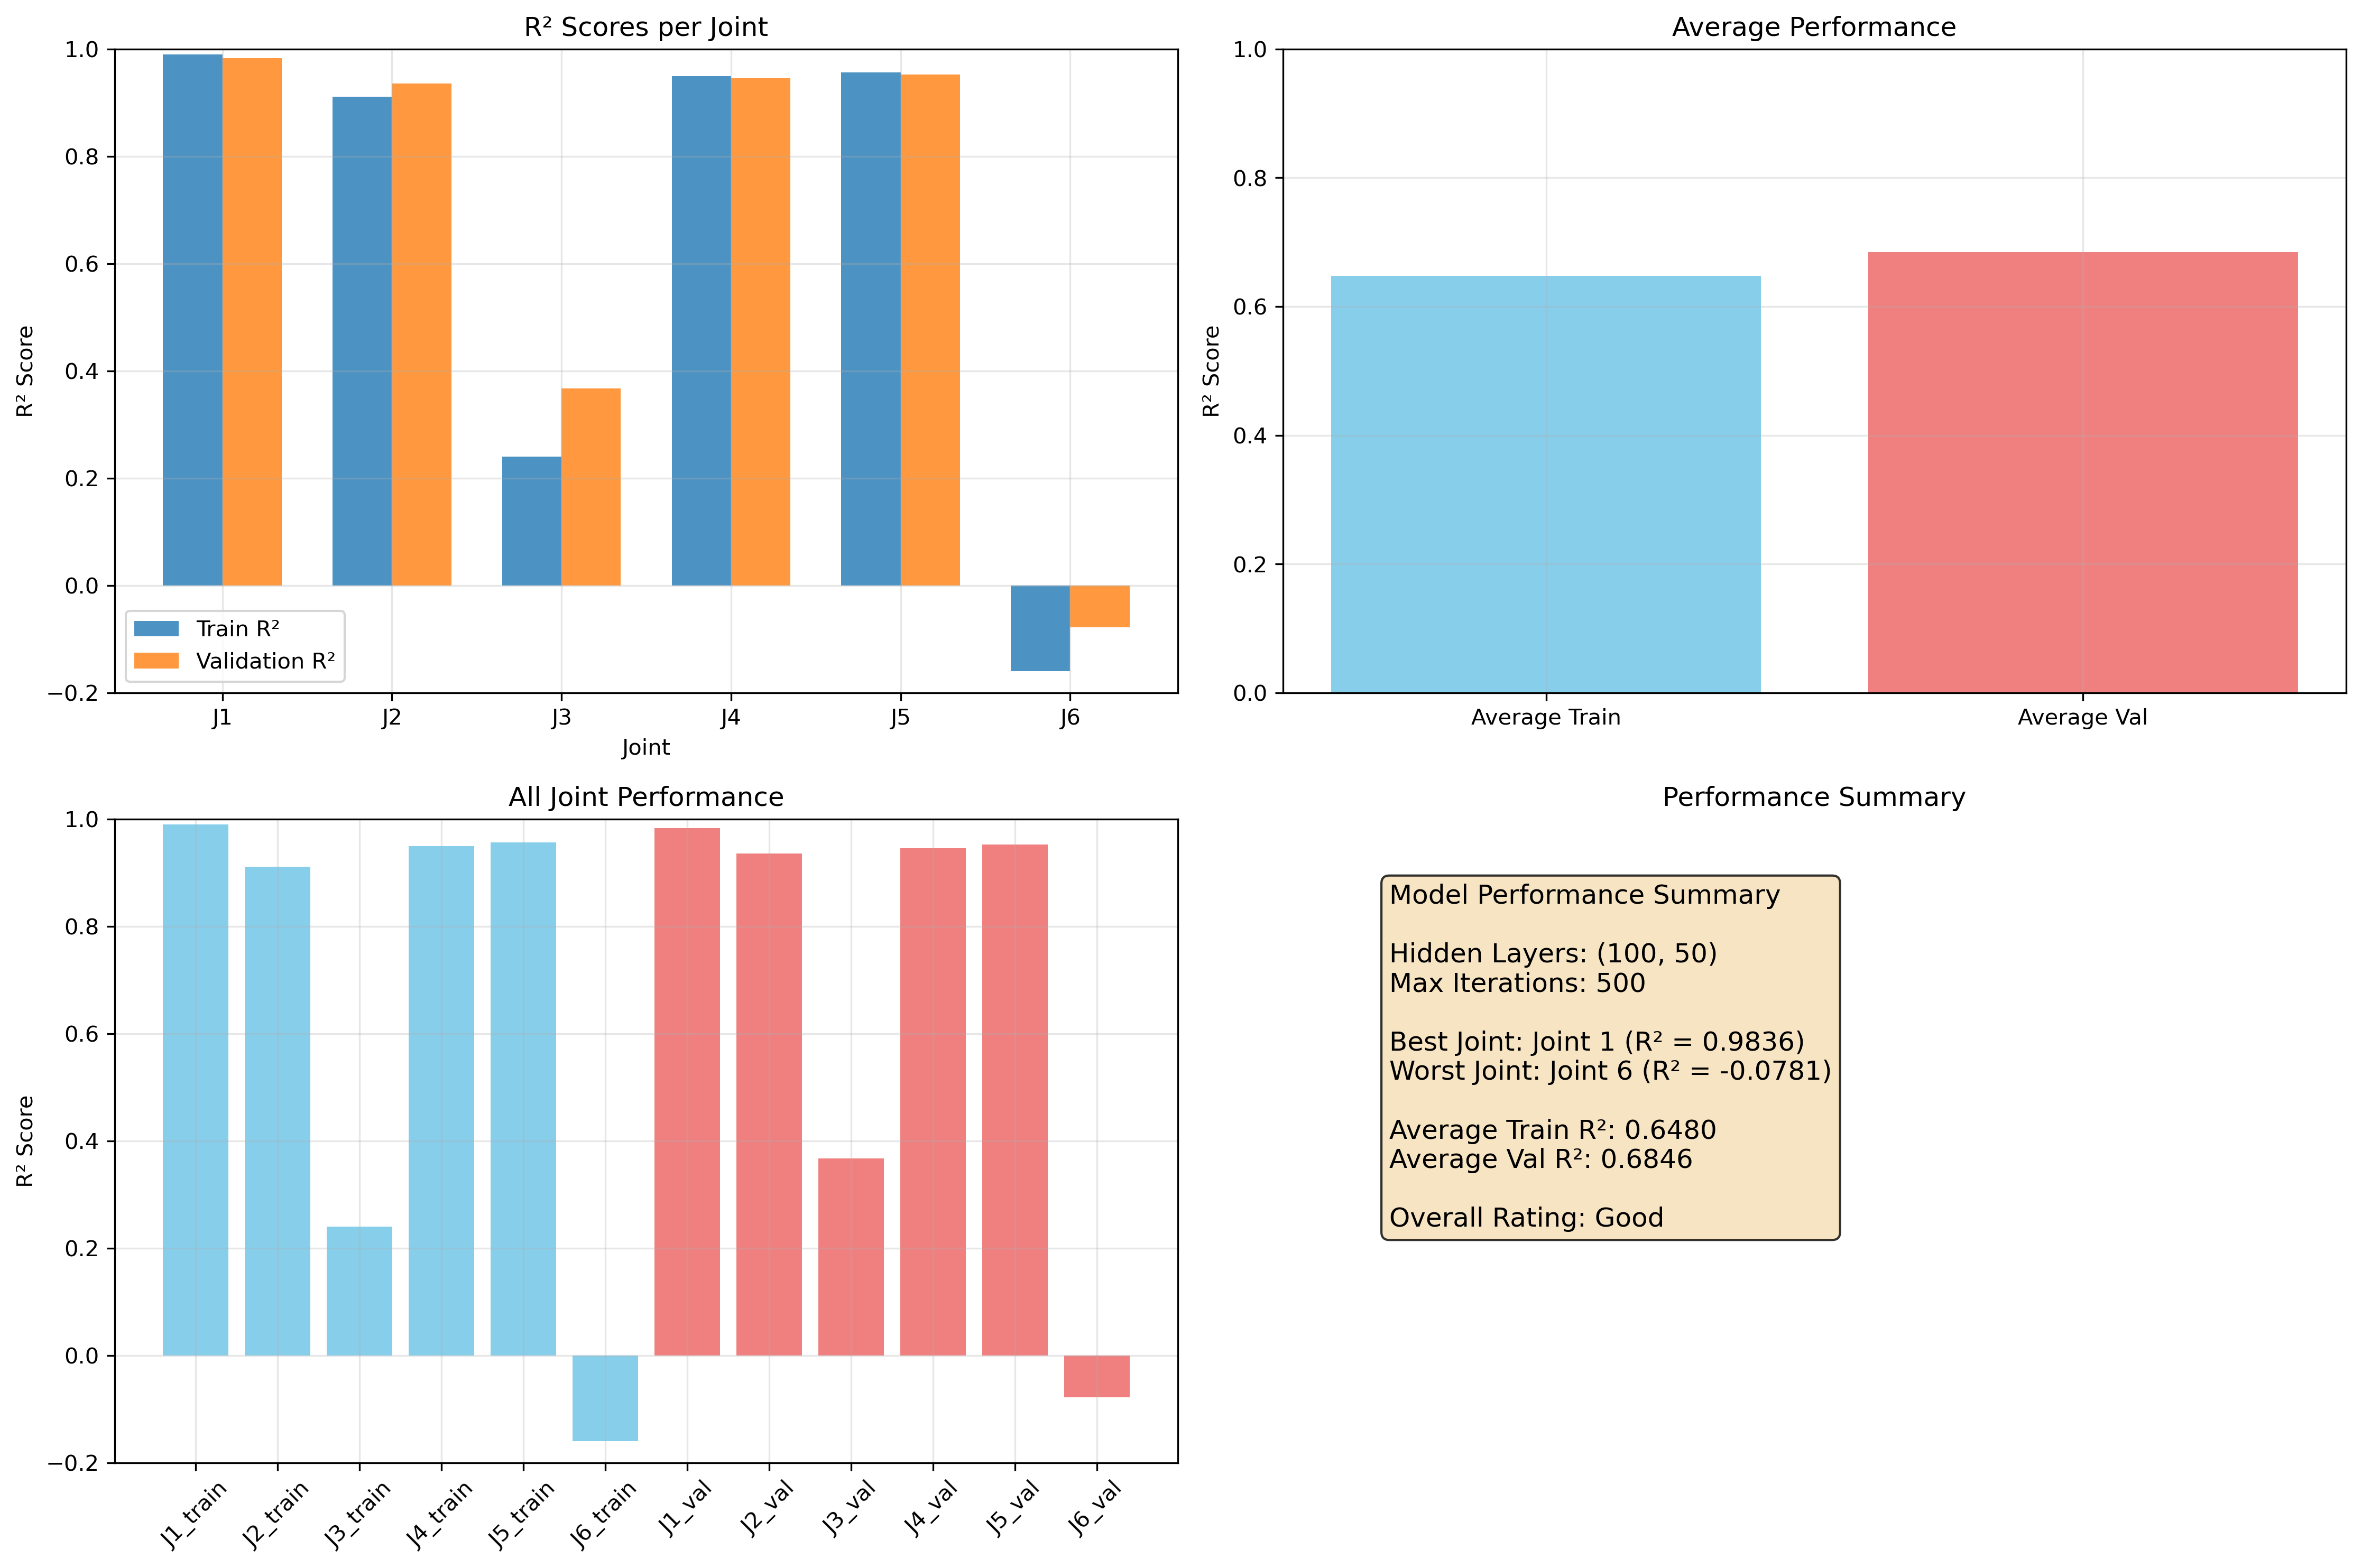 R² Scores per Joint
1.0
0.8
0.6
0.4
0.2
0.0
−0.2
R² Score
Train R²
Validation R²
J1 J2 J3 J4 J5 J6
Joint
Average Performance
1.0
0.8
0.6
0.4
0.2
0.0
R² Score
Average Train Average Val
All Joint Performance
1.0
0.8
0.6
0.4
0.2
0.0
−0.2
R² Score
J1_train J2_train J3_train J4_train J5_train J6_train J1_val J2_val J3_val J4_val J5_val J6_val
Performance Summary
Model Performance Summary
Hidden Layers: (100, 50)
Max Iterations: 500
Best Joint: Joint 1 (R² = 0.9836)
Worst Joint: Joint 6 (R² = -0.0781)
Average Train R²: 0.6480
Average Val R²: 0.6846
Overall Rating: Good